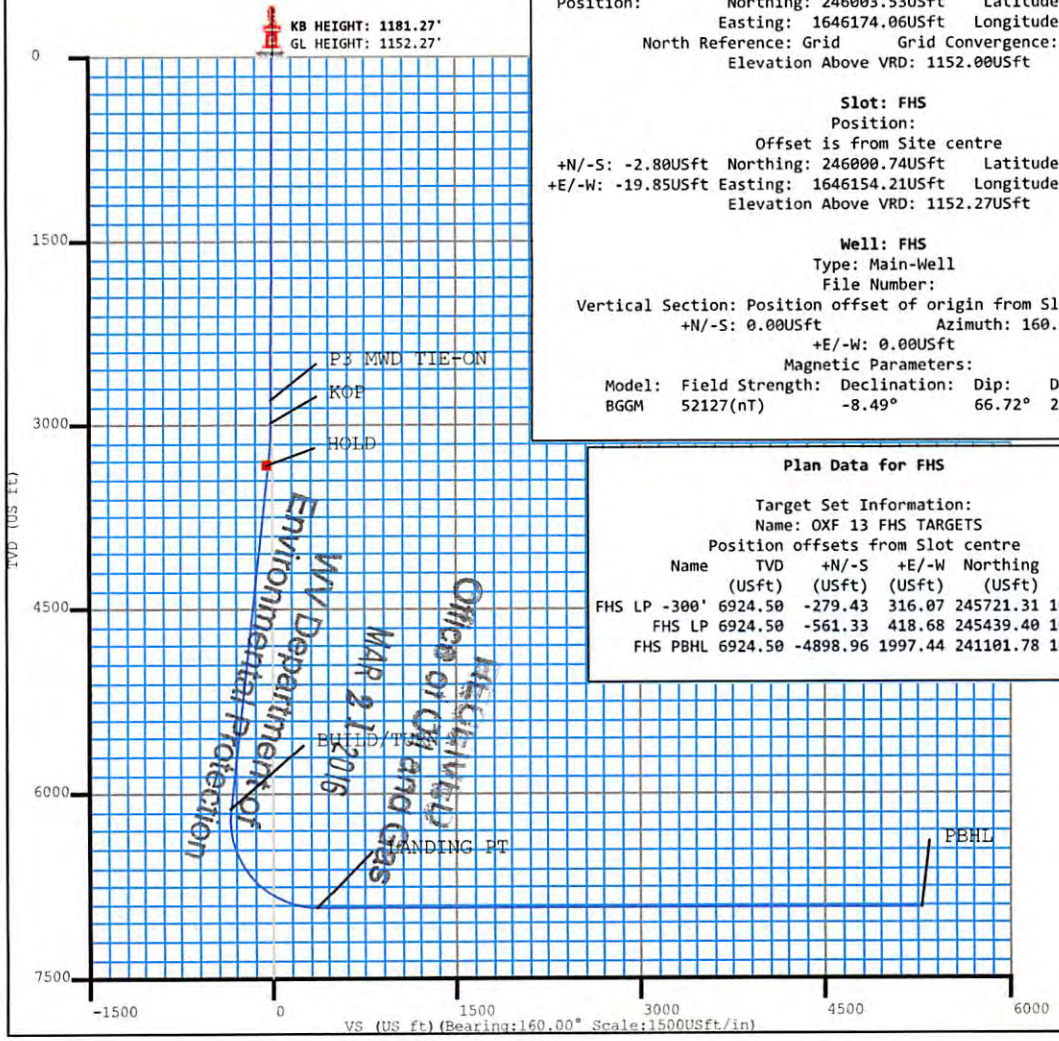 KB HEIGHT: 1181.27'
GL HEIGHT: 1152.27'
Position: Northing: 246003.53USft Latitude
Easting: 1646174.06USft Longitude
North Reference: Grid Grid Convergence:
Elevation Above VRD: 1152.00USft
Slot: FHS
Position:
Offset is from Site centre
+N/-S: -2.80USft Northing: 246000.74USft Latitude
+E/-W: -19.85USft Easting: 1646154.21USft Longitude
Elevation Above VRD: 1152.27USft
Well: FHS
Type: Main-Well
File Number:
Vertical Section: Position offset of origin from Sl
+N/-S: 0.00USft Azimuth: 160.
+E/-W: 0.00USft
Magnetic Parameters:
Model: Field Strength: Declination: Dip: D
BGGM 52127(nT) -8.49° 66.72° 2
Plan Data for FHS
Target Set Information:
Name: OXF 13 FHS TARGETS
Position offsets from Slot centre
Name TVD +N/-S +E/-W Northing
(USft) (USft) (USft) (USft)
FHS LP -300' 6924.50 -279.43 316.07 245721.31 1
FHS LP 6924.50 -561.33 418.68 245439.40 1
FHS PBHL 6924.50 -4898.96 1997.44 241101.78 1
0
1500
3000
4500
6000
7500
TVD (US ft)
P3 MWD TIE-ON
KOP
HOLD
BUILD/TURN
LANDING PT
PBHL
RECEIVED
Office of Oil and Gas
MAR 21 2016
WV Department of
Environmental Protection
-1500 0 1500 3000 4500 6000
VS (US ft)(Bearing:160.00° Scale:1500USft/in)